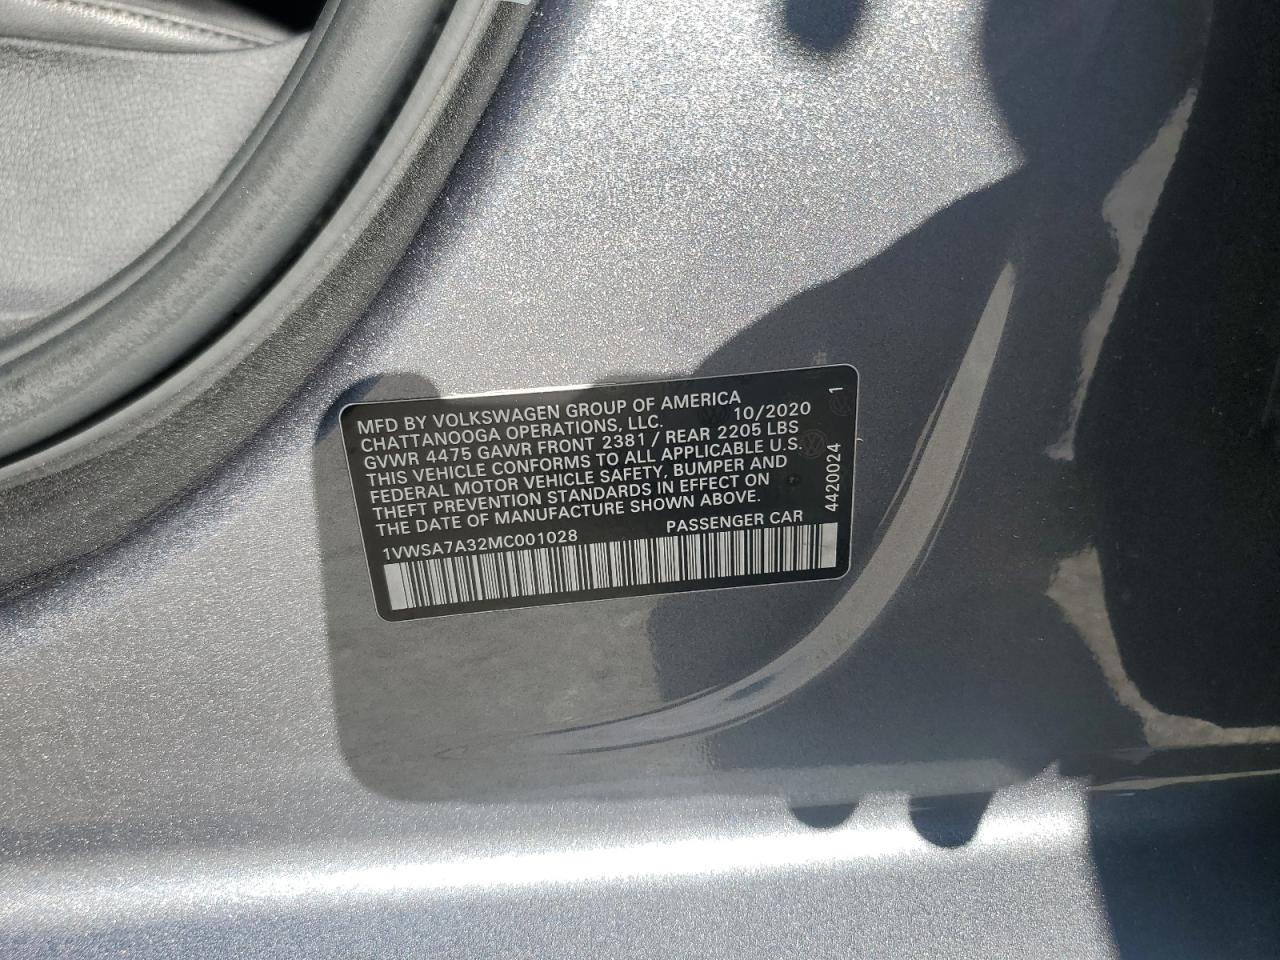 MFD BY VOLKSWAGEN GROUP OF AMERICA
CHATTANOOGA OPERATIONS, LLC. 10/2020 1
GVWR 4475 GAWR FRONT 2381 / REAR 2205 LBS
THIS VEHICLE CONFORMS TO ALL APPLICABLE U.S.
FEDERAL MOTOR VEHICLE SAFETY, BUMPER AND
THEFT PREVENTION STANDARDS IN EFFECT ON
THE DATE OF MANUFACTURE SHOWN ABOVE.
1VWSA7A32MC001028 PASSENGER CAR
4420024